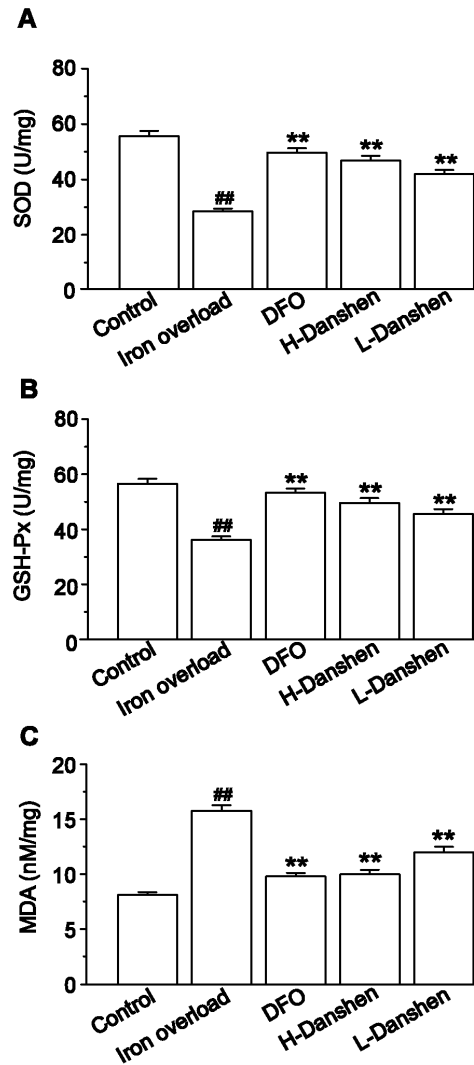 A
SOD (U/mg)
80
60
40
20
0
##
**
**
**
Control
Iron overload
DFO
H-Danshen
L-Danshen
B
GSH-Px (U/mg)
80
60
40
60
0
##
**
**
**
Control
Iron overload
DFO
H-Danshen
L-Danshen
C
MDA (nM/mg)
20
15
10
5
0
##
**
**
**
Control
Iron overload
DFO
H-Danshen
L-Danshen